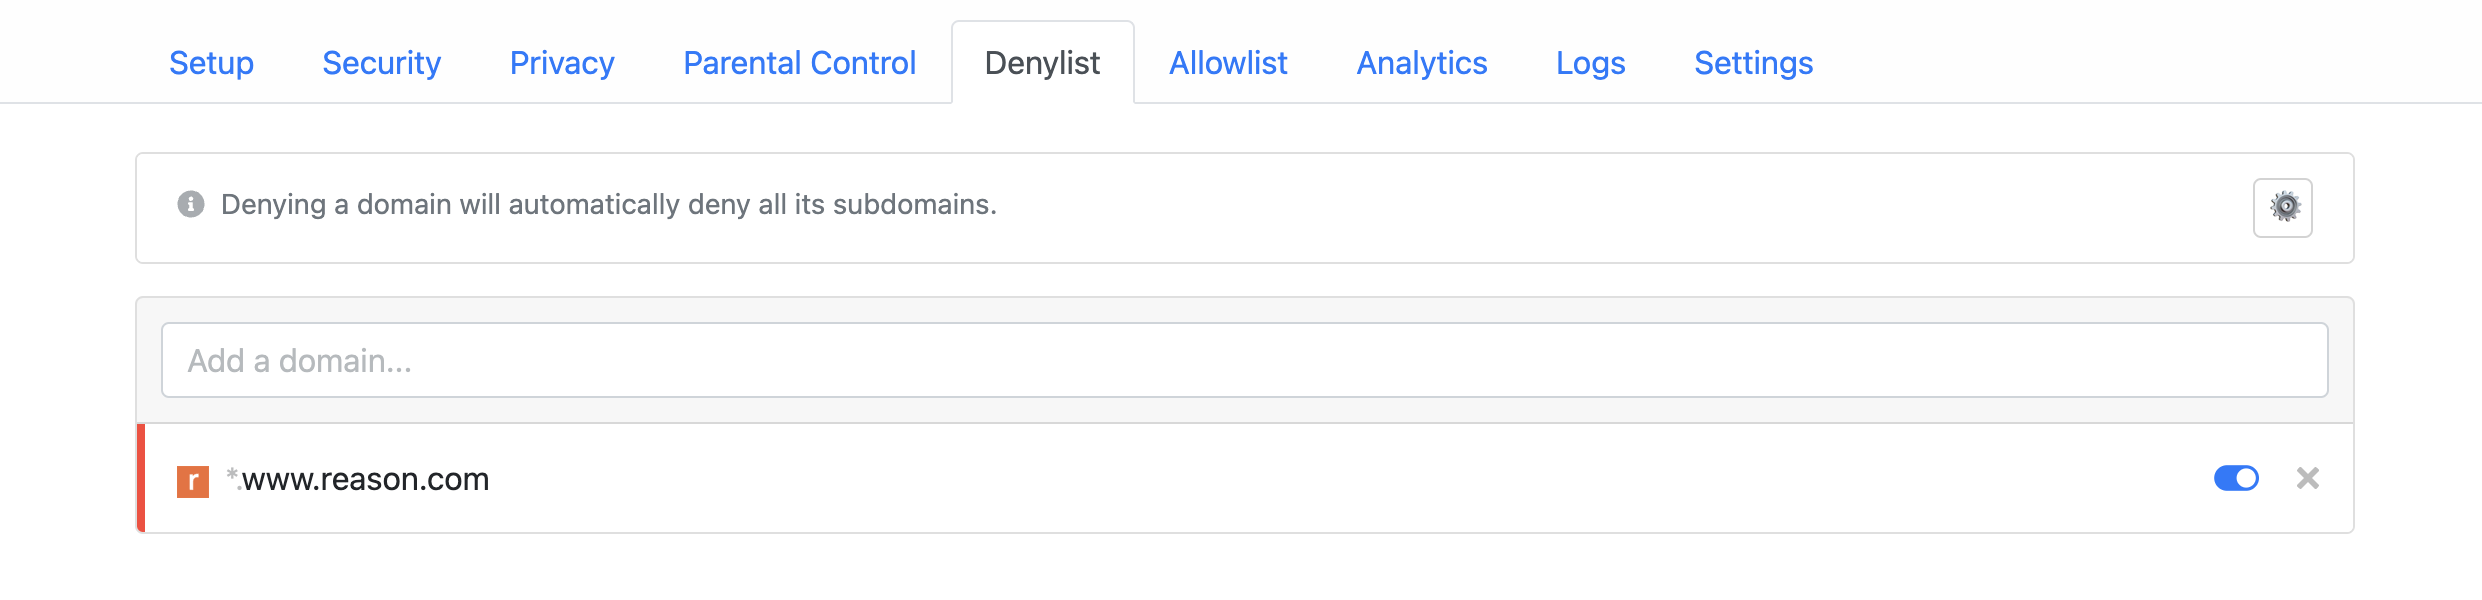 Setup Security Privacy Parental Control Denylist Allowlist Analytics Logs Settings
Denying a domain will automatically deny all its subdomains.
Add a domain...
r *.www.reason.com